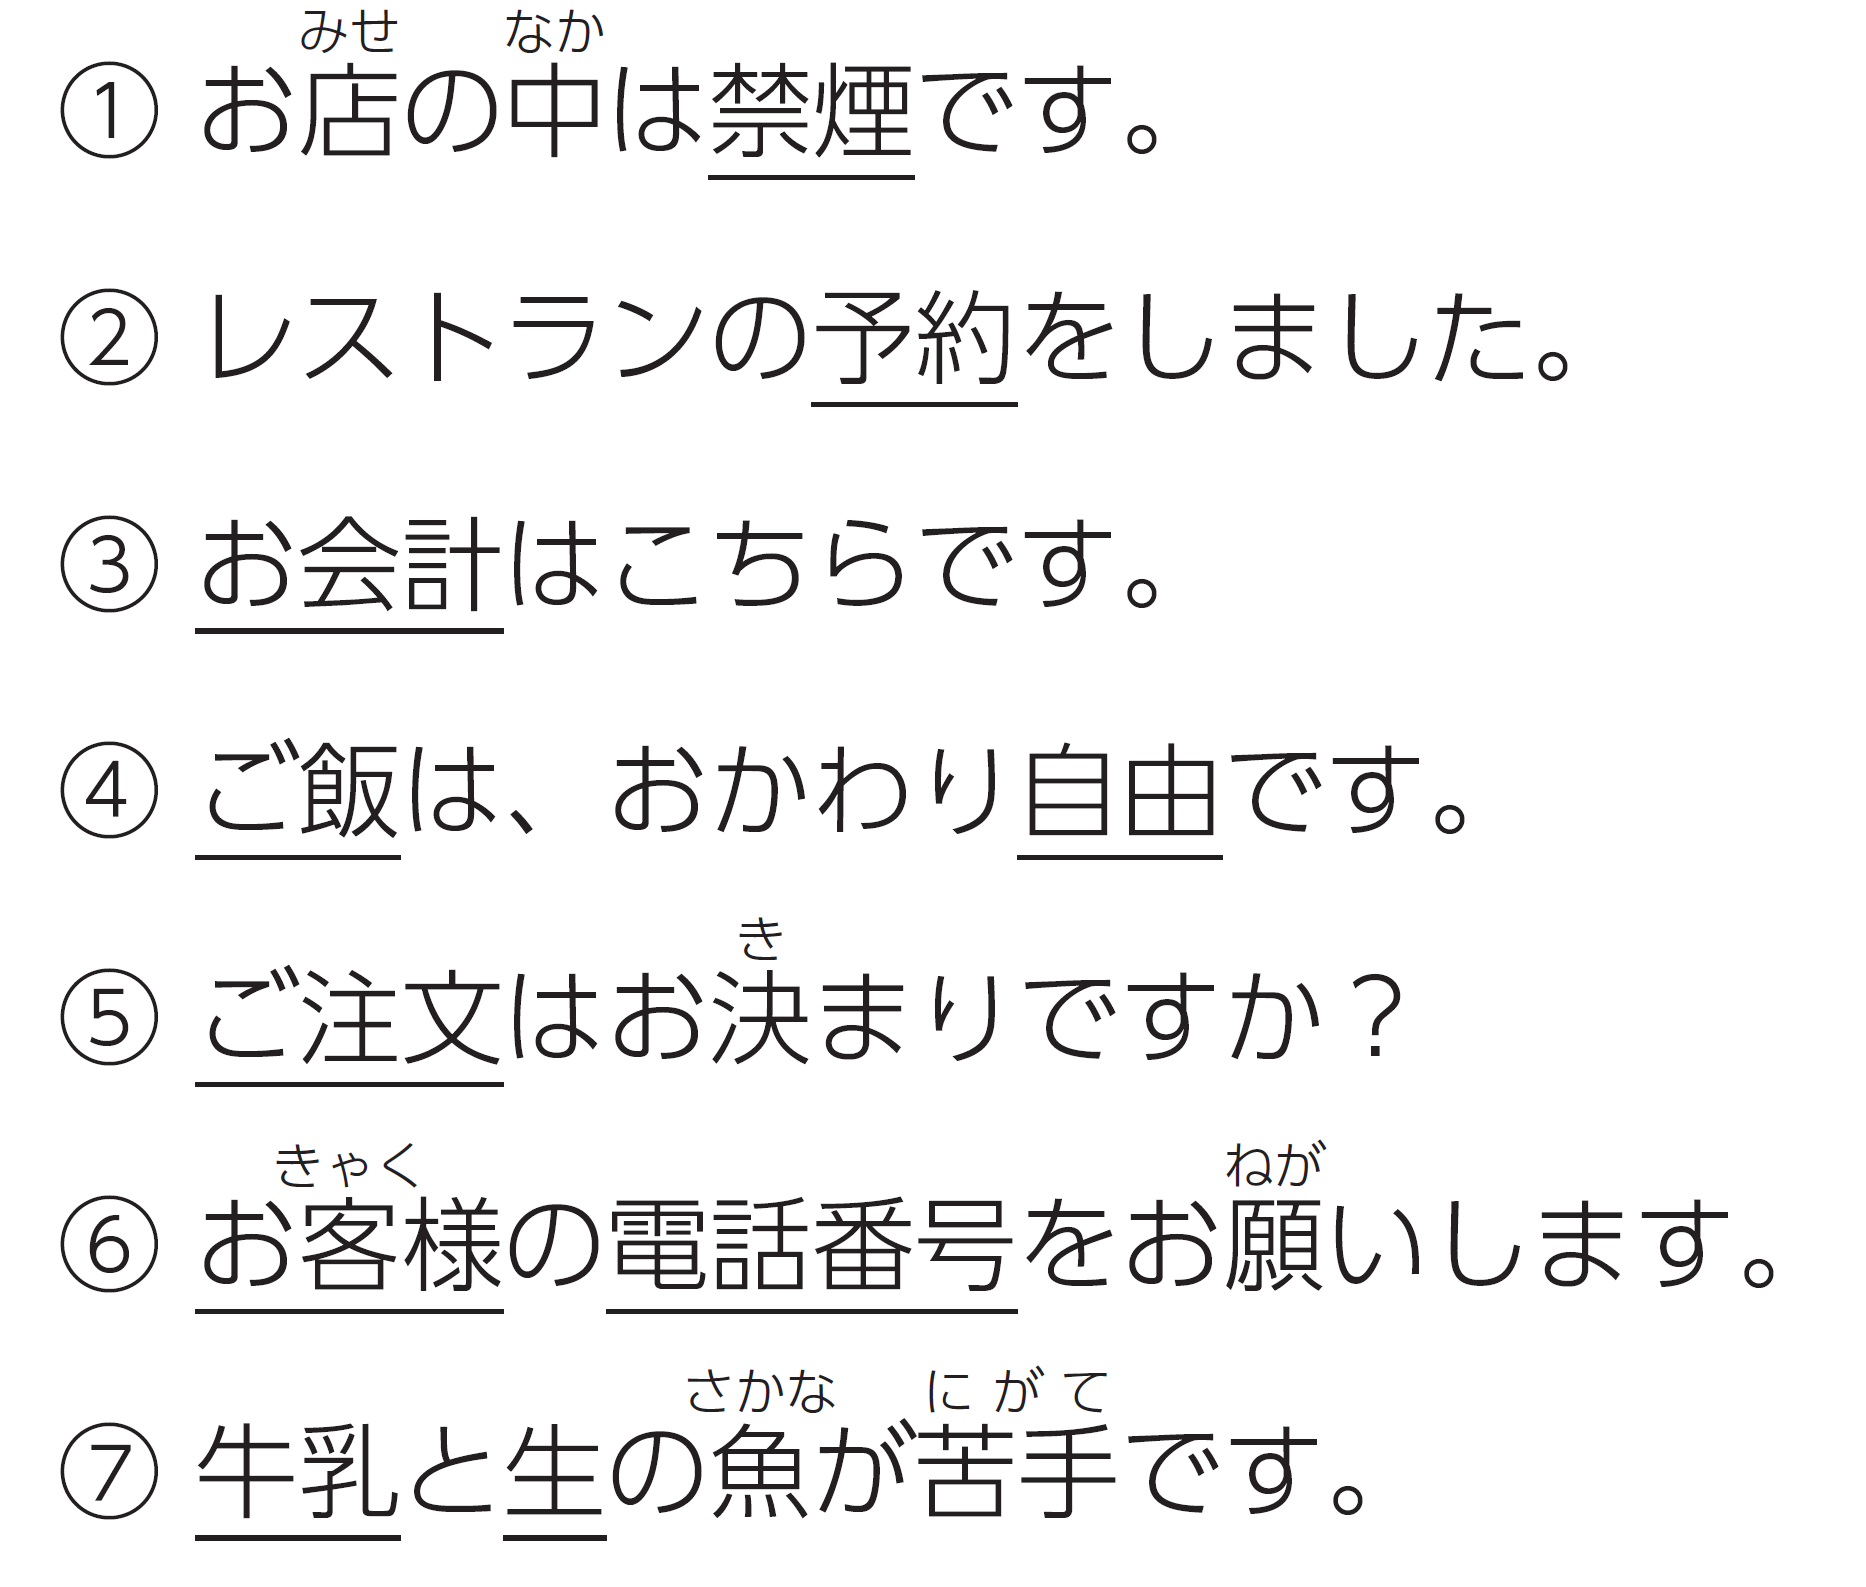 みせ なか
① お店の中は禁煙です。
② レストランの予約をしました。
③ お会計はこちらです。
④ ご飯は、おかわり自由です。
き
⑤ ご注文はお決まりですか？
きゃく ねが
⑥ お客様の電話番号をお願いします。
さかな にがて
⑦ 牛乳と生の魚が苦手です。